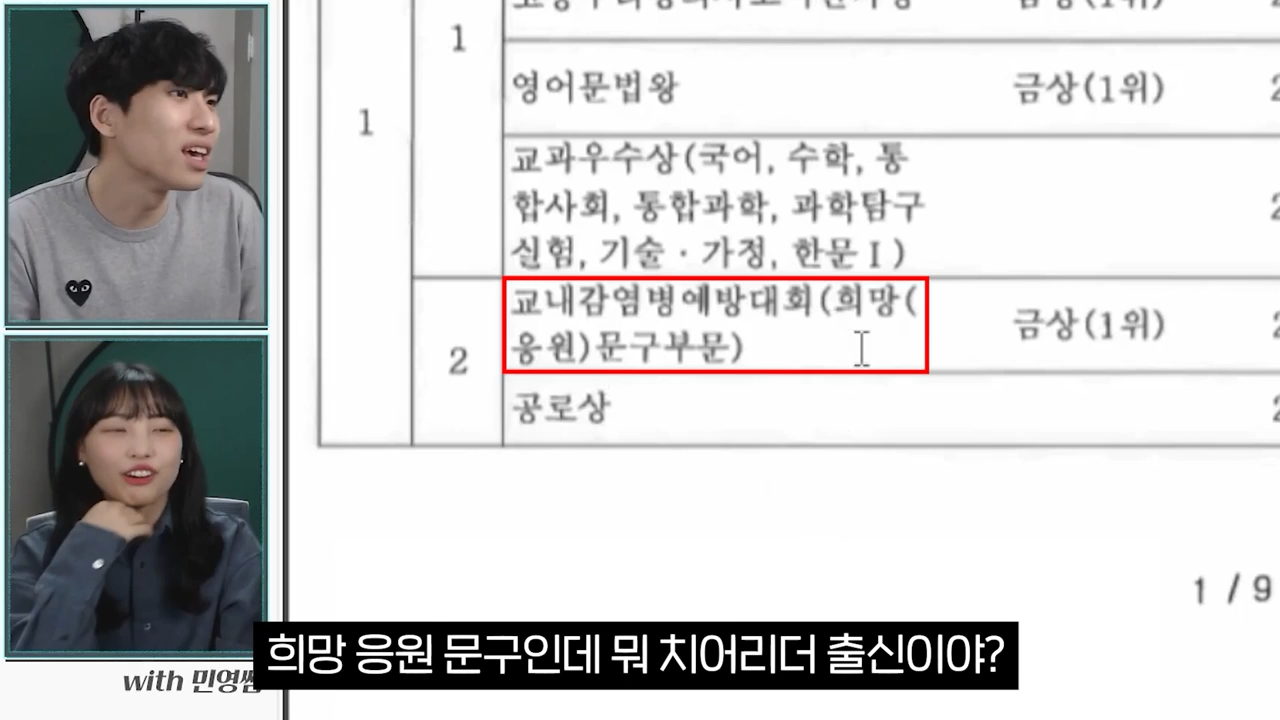 1
1
영어문법왕
금상(1위)
교과우수상(국어, 수학, 통
합사회, 통합과학, 과학탐구
실험, 기술·가정, 한문Ⅰ)
2
교내감염병예방대회(희망(
응원)문구부문)
금상(1위)
공로상
1 / 9
희망 응원 문구인데 뭐 치어리더 출신이야?
with 민영쌤